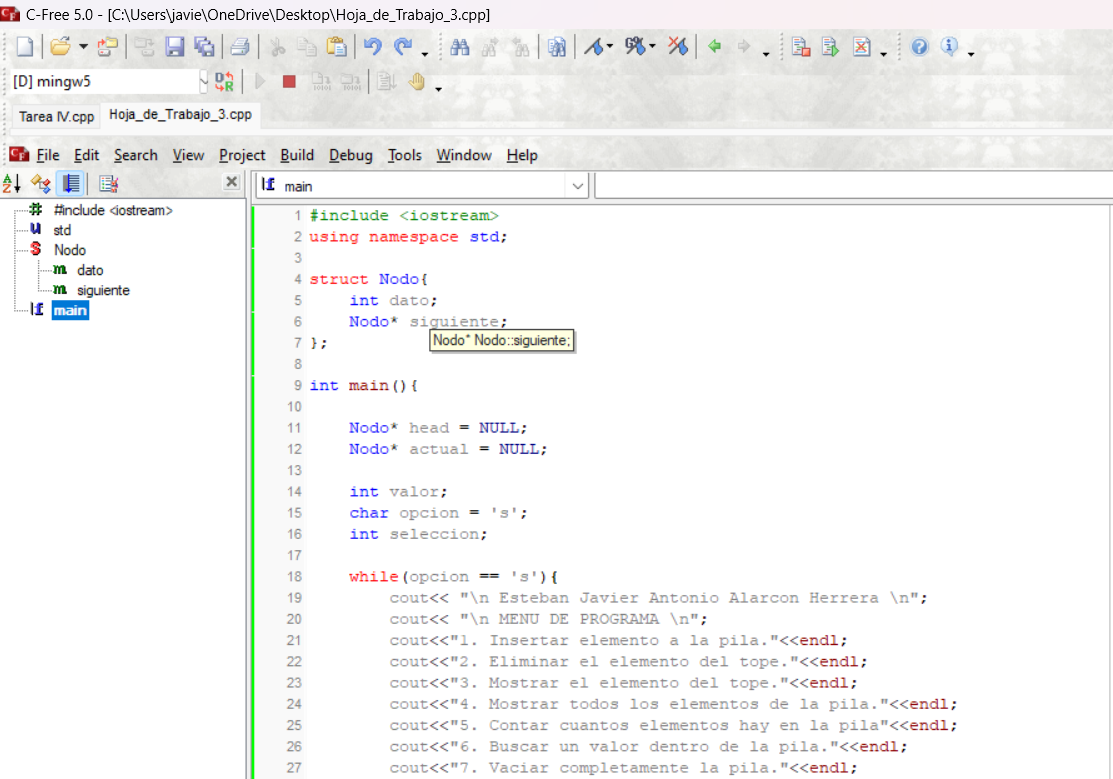 C-Free 5.0 - [C:\Users\javie\OneDrive\Desktop\Hoja_de_Trabajo_3.cpp]
[D] mingw5
Tarea IV.cpp Hoja_de_Trabajo_3.cpp
File Edit Search View Project Build Debug Tools Window Help
main
#include <iostream>
std
Nodo
dato
siguiente
main
1 #include <iostream>
2 using namespace std;
3
4 struct Nodo{
5     int dato;
6     Nodo* siguiente;
Nodo* Nodo::siguiente;
7 };
8
9 int main(){
10
11     Nodo* head = NULL;
12     Nodo* actual = NULL;
13
14     int valor;
15     char opcion = 's';
16     int seleccion;
17
18     while(opcion == 's'){
19         cout<< "\n Esteban Javier Antonio Alarcon Herrera \n";
20         cout<< "\n MENU DE PROGRAMA \n";
21         cout<<"1. Insertar elemento a la pila."<<endl;
22         cout<<"2. Eliminar el elemento del tope."<<endl;
23         cout<<"3. Mostrar el elemento del tope."<<endl;
24         cout<<"4. Mostrar todos los elementos de la pila."<<endl;
25         cout<<"5. Contar cuantos elementos hay en la pila"<<endl;
26         cout<<"6. Buscar un valor dentro de la pila."<<endl;
27         cout<<"7. Vaciar completamente la pila."<<endl;